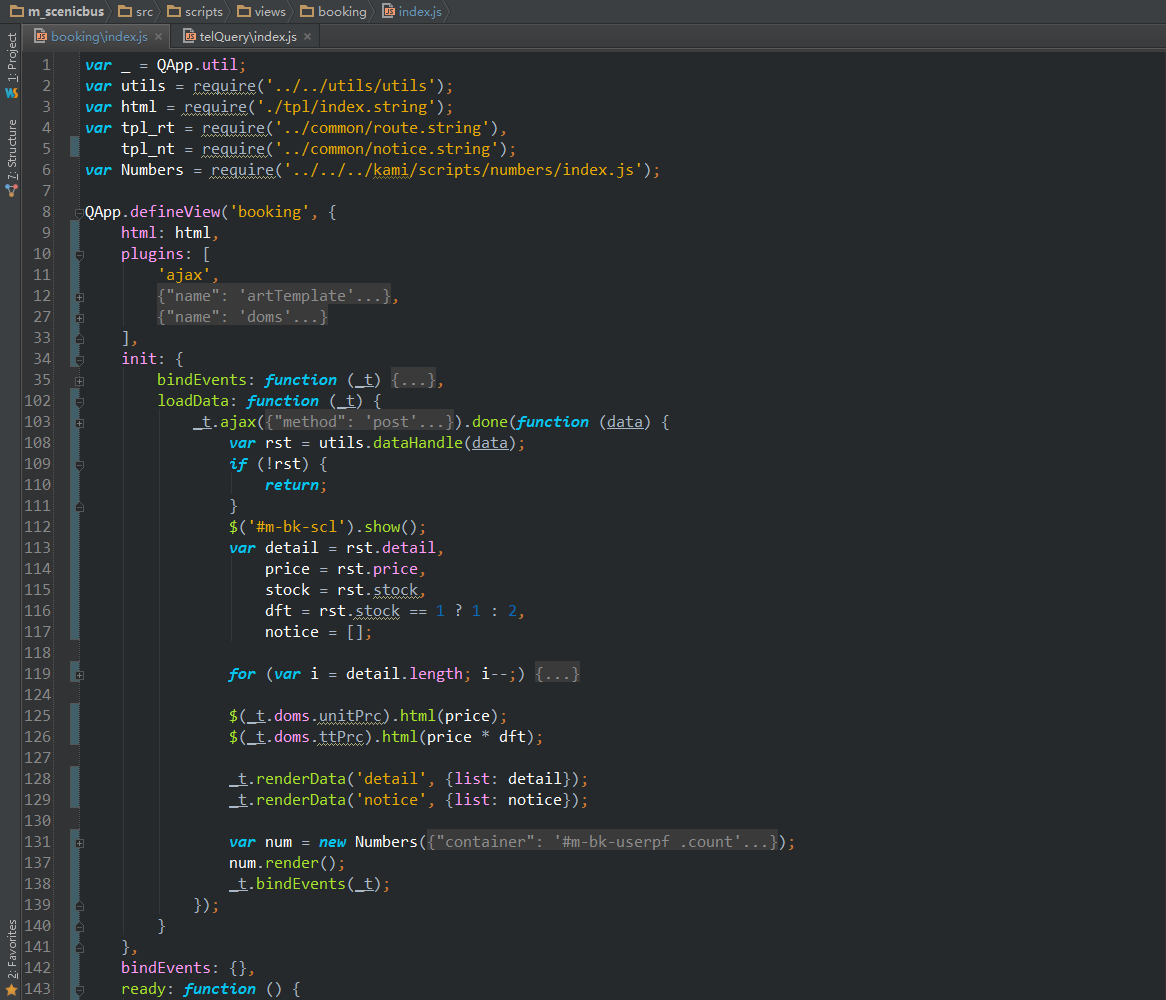 m_scenicbus src scripts views booking index.js
booking\index.js × telQuery\index.js ×
1: Project
7: Structure
2: Favorites
1 var _ = QApp.util;
2 var utils = require('../../utils/utils');
3 var html = require('./tpl/index.string');
4 var tpl_rt = require('../common/route.string'),
5 tpl_nt = require('../common/notice.string');
6 var Numbers = require('../../../kami/scripts/numbers/index.js');
7
8 QApp.defineView('booking', {
9 html: html,
10 plugins: [
11 'ajax',
12 {"name": 'artTemplate'...},
27 {"name": 'doms'...}
33 ],
34 init: {
35 bindEvents: function (_t) {...},
102 loadData: function (_t) {
103 _t.ajax({"method": 'post'...}).done(function (data) {
108 var rst = utils.dataHandle(data);
109 if (!rst) {
110 return;
111 }
112 $('#m-bk-scl').show();
113 var detail = rst.detail,
114 price = rst.price,
115 stock = rst.stock,
116 dft = rst.stock == 1 ? 1 : 2,
117 notice = [];
118
119 for (var i = detail.length; i--;) {...}
124
125 $(_t.doms.unitPrc).html(price);
126 $(_t.doms.ttPrc).html(price * dft);
127
128 _t.renderData('detail', {list: detail});
129 _t.renderData('notice', {list: notice});
130
131 var num = new Numbers({"container": '#m-bk-userpf .count'...});
137 num.render();
138 _t.bindEvents(_t);
139 });
140 }
141 },
142 bindEvents: {},
143 ready: function () {